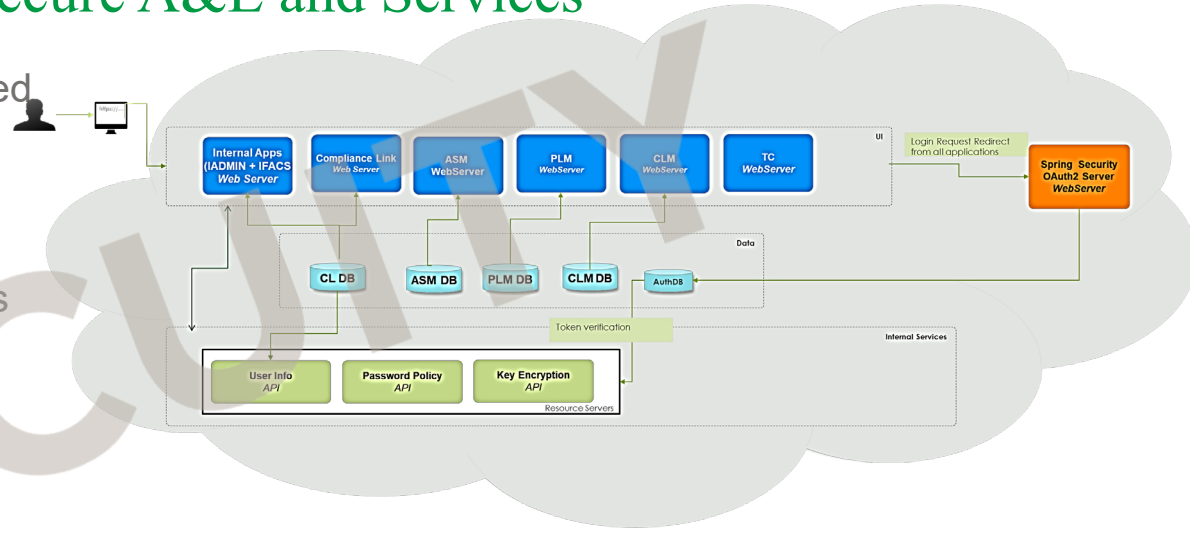 ecure A&E and Services
ed
https://...
UI
Internal Apps
(IADMIN + IFACS
Web Server
Compliance Link
Web Server
ASM
WebServer
PLM
WebServer
CLM
WebServer
TC
WebServer
Login Request Redirect
from all applications
Spring Security
OAuth2 Server
WebServer
Data
CL DB
ASM DB
PLM DB
CLM DB
AuthDB
s
Token verification
Internal Services
User Info
API
Password Policy
API
Key Encryption
API
Resource Servers
CUITY